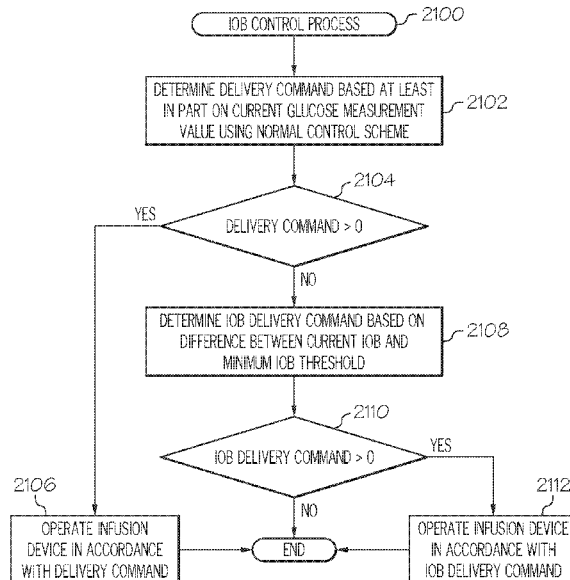 IOB CONTROL PROCESS
2100
DETERMINE DELIVERY COMMAND BASED AT LEAST
IN PART ON CURRENT GLUCOSE MEASUREMENT
VALUE USING NORMAL CONTROL SCHEME
2102
2104
YES
DELIVERY COMMAND > 0
NO
DETERMINE IOB DELIVERY COMMAND BASED ON
DIFFERENCE BETWEEN CURRENT IOB AND
MINIMUM IOB THRESHOLD
2108
2110
IOB DELIVERY COMMAND > 0
YES
NO
2106
OPERATE INFUSION
DEVICE IN ACCORDANCE
WITH DELIVERY COMMAND
END
2112
OPERATE INFUSION DEVICE
IN ACCORDANCE WITH
IOB DELIVERY COMMAND